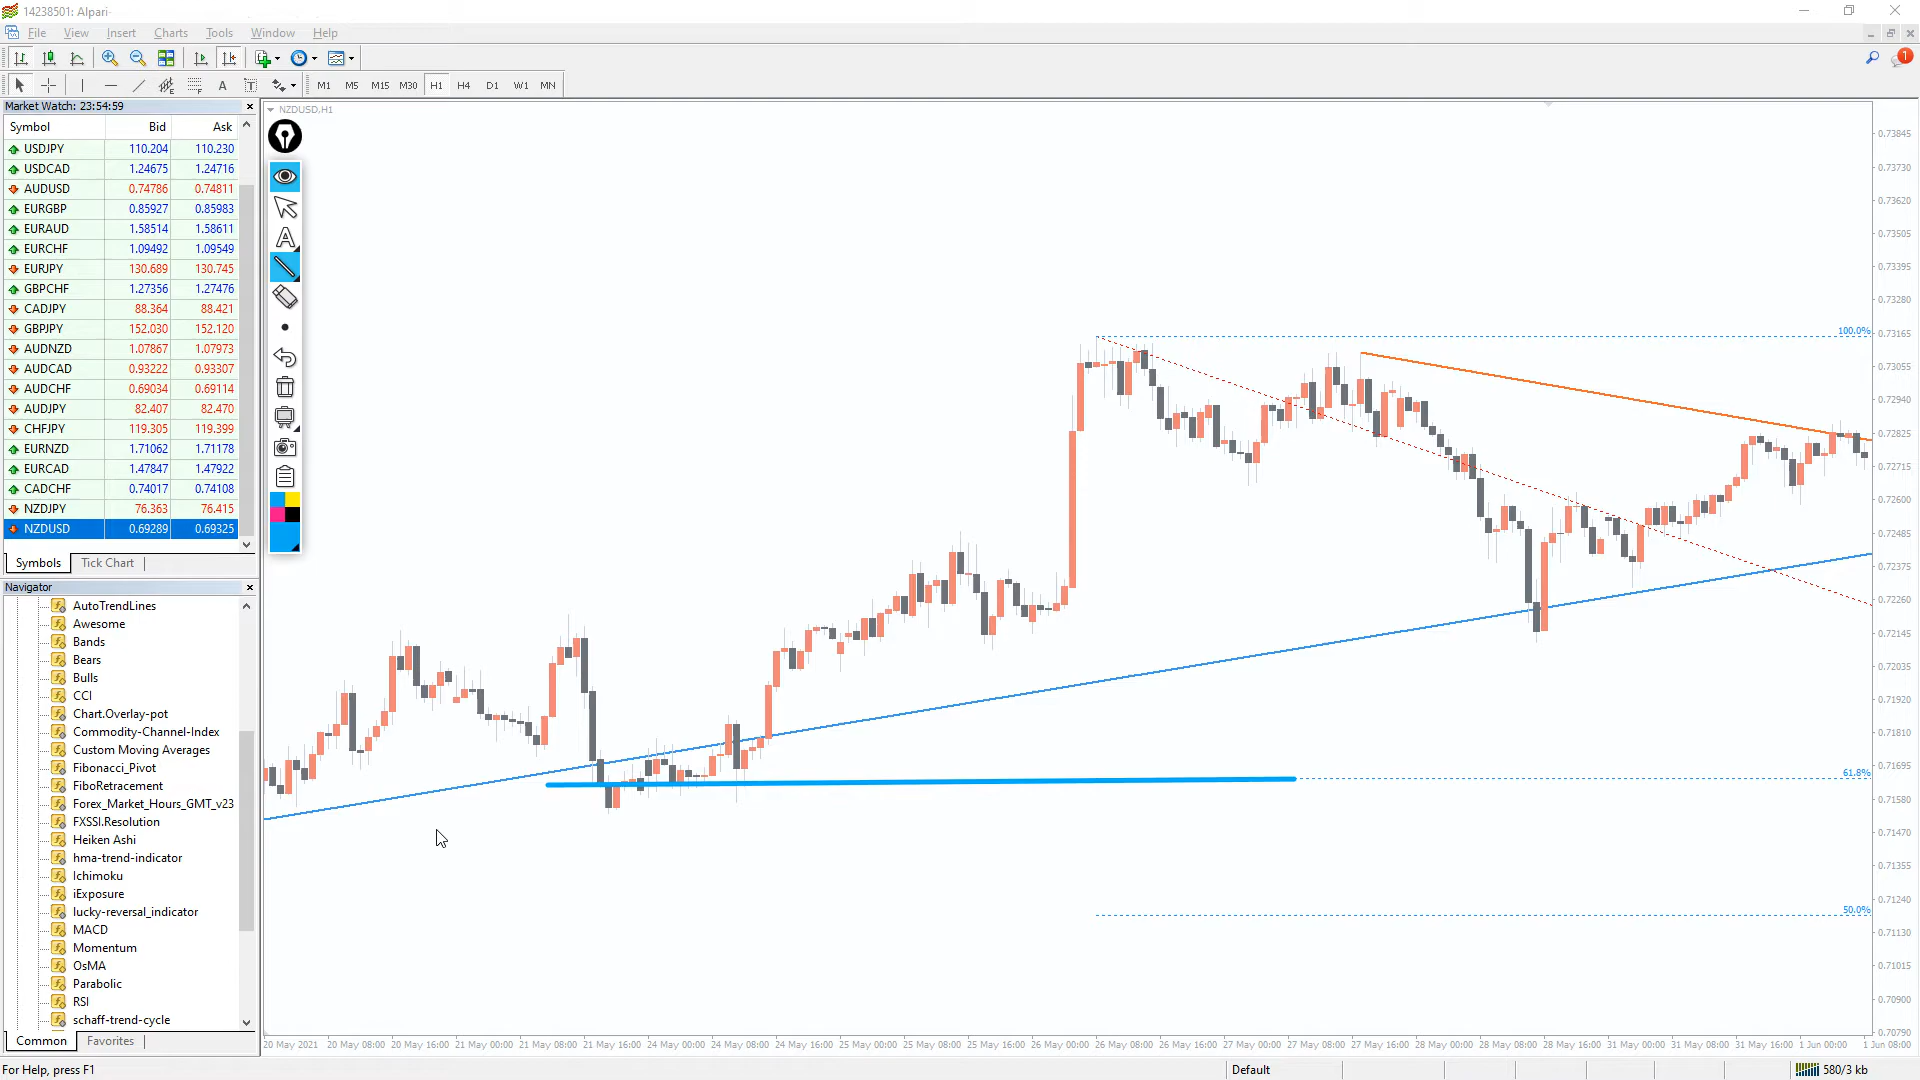 14238501: Alpari
File View Insert Charts Tools Window Help
1
A T M1 M5 M15 M30 H1 H4 D1 W1 MN
Market Watch: 23:54:59
Symbol Bid Ask
USDJPY 110.204 110.230
USDCAD 1.24675 1.24716
AUDUSD 0.74786 0.74811
EURGBP 0.85927 0.85983
EURAUD 1.58514 1.58611
EURCHF 1.09492 1.09549
EURJPY 130.689 130.745
GBPCHF 1.27356 1.27476
CADJPY 88.364 88.421
GBPJPY 152.030 152.120
AUDNZD 1.07867 1.07973
AUDCAD 0.93222 0.93307
AUDCHF 0.69034 0.69114
AUDJPY 82.407 82.470
CHFJPY 119.305 119.399
EURNZD 1.71062 1.71178
EURCAD 1.47847 1.47922
CADCHF 0.74017 0.74108
NZDJPY 76.363 76.415
NZDUSD 0.69289 0.69325
Symbols Tick Chart
Navigator
AutoTrendLines
Awesome
Bands
Bears
Bulls
CCI
Chart.Overlay-pot
Commodity-Channel-Index
Custom Moving Averages
Fibonacci_Pivot
FiboRetracement
Forex_Market_Hours_GMT_v23
FXSSI.Resolution
Heiken Ashi
hma-trend-indicator
Ichimoku
iExposure
lucky-reversal_indicator
MACD
Momentum
OsMA
Parabolic
RSI
schaff-trend-cycle
Common Favorites
NZDUSD,H1
A
100.0%
61.8%
50.0%
0.73845
0.73730
0.73620
0.73505
0.73395
0.73280
0.73165
0.73055
0.72940
0.72825
0.72715
0.72600
0.72485
0.72375
0.72260
0.72145
0.72035
0.71920
0.71810
0.71695
0.71580
0.71470
0.71355
0.71240
0.71130
0.71015
0.70900
0.70790
20 May 2021 20 May 08:00 20 May 16:00 21 May 00:00 21 May 08:00 21 May 16:00 24 May 00:00 24 May 08:00 24 May 16:00 25 May 00:00 25 May 08:00 25 May 16:00 26 May 00:00 26 May 08:00 26 May 16:00 27 May 00:00 27 May 08:00 27 May 16:00 28 May 00:00 28 May 08:00 28 May 16:00 31 May 00:00 31 May 08:00 31 May 16:00 1 Jun 00:00 1 Jun 08:00
For Help, press F1
Default
580/3 kb